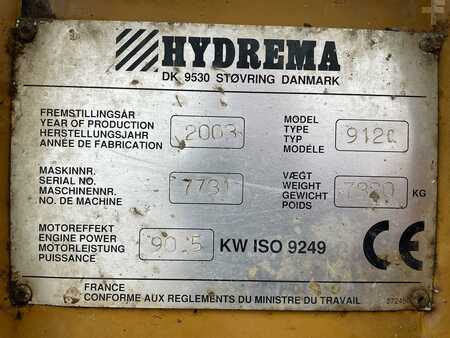 HYDREMA
DK 9530 STØVRING DANMARK
FREMSTILLINGSÅR
YEAR OF PRODUCTION
HERSTELLUNGSJAHR
ANNÉE DE FABRICATION
2003
MODEL
TYPE
TYP
MODÉLE
MASKINNR.
SERIAL NO.
MASCHINENNR.
NO. DE MACHINE
7731
VÆGT
WEIGHT
GEWICHT
POIDS
KG
MOTOREFFEKT
ENGINE POWER
MOTORLEISTUNG
PUISSANCE
90.5
KW ISO 9249
CE
FRANCE
CONFORME AUX REGLEMENTS DU MINISTRE DU TRAVAIL